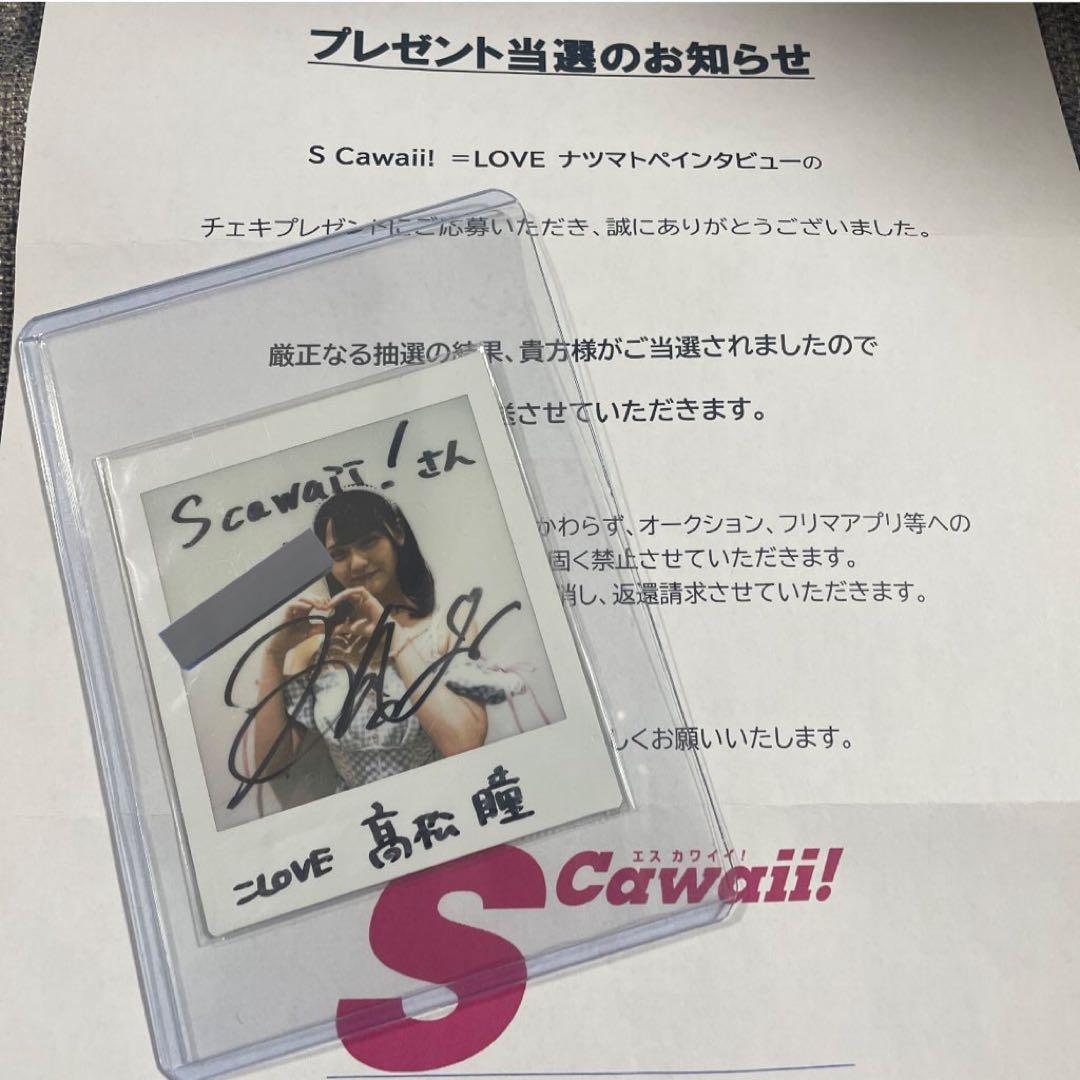 プレゼント当選のお知らせ
S Cawaii! ＝LOVE ナツマトペインタビューの
チェキプレゼントにご応募いただき、誠にありがとうございました。
厳正なる抽選の結果、貴方様がご当選されましたので
送させていただきます。
かわらず、オークション、フリマアプリ等への
固く禁止させていただきます。
消し、返還請求させていただきます。
しくお願いいたします。
S cawaii! さん
=LOVE 髙松 瞳
エス カワイイ!
S Cawaii!